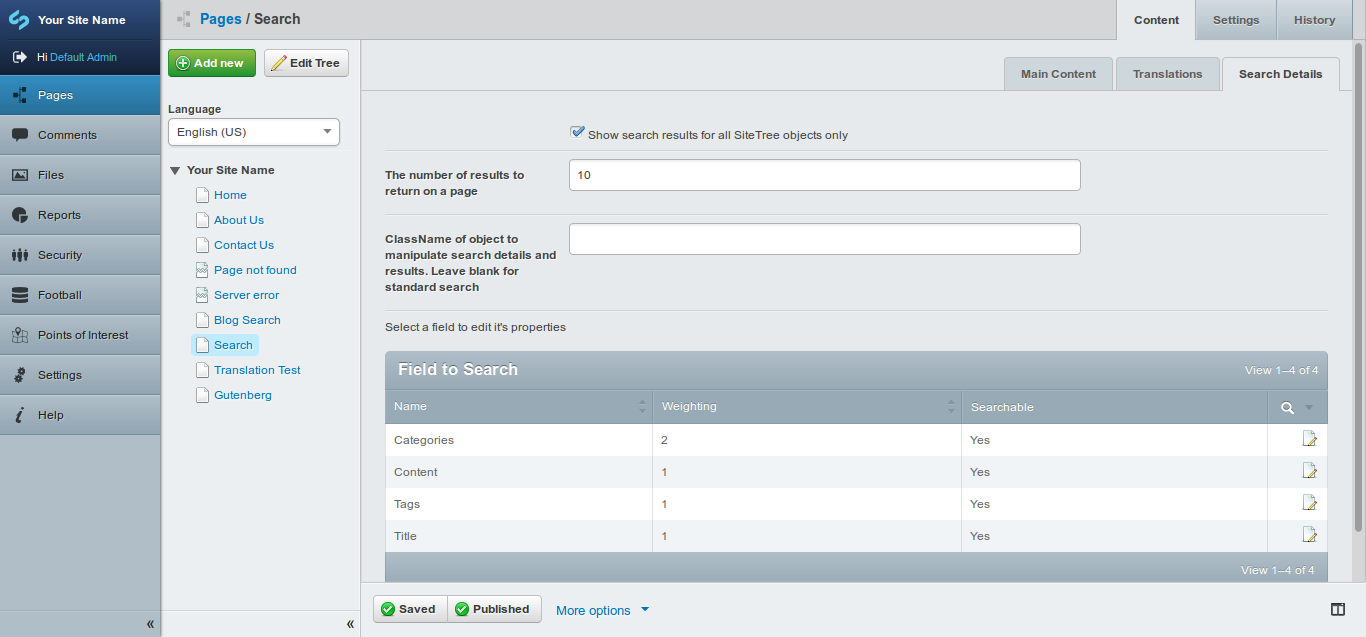 Your Site Name
Hi Default Admin
Pages
Comments
Files
Reports
Security
Football
Points of Interest
Settings
Help
«
Pages / Search
Content
Settings
History
Add new
Edit Tree
Language
English (US)
Your Site Name
Home
About Us
Contact Us
Page not found
Server error
Blog Search
Search
Translation Test
Gutenberg
«
Main Content
Translations
Search Details
Show search results for all SiteTree objects only
The number of results to
return on a page
10
ClassName of object to
manipulate search details and
results. Leave blank for
standard search
Select a field to edit it's properties
Field to Search
View 1–4 of 4
Name
Weighting
Searchable
Categories 2 Yes
Content 1 Yes
Tags 1 Yes
Title 1 Yes
View 1–4 of 4
Saved
Published
More options